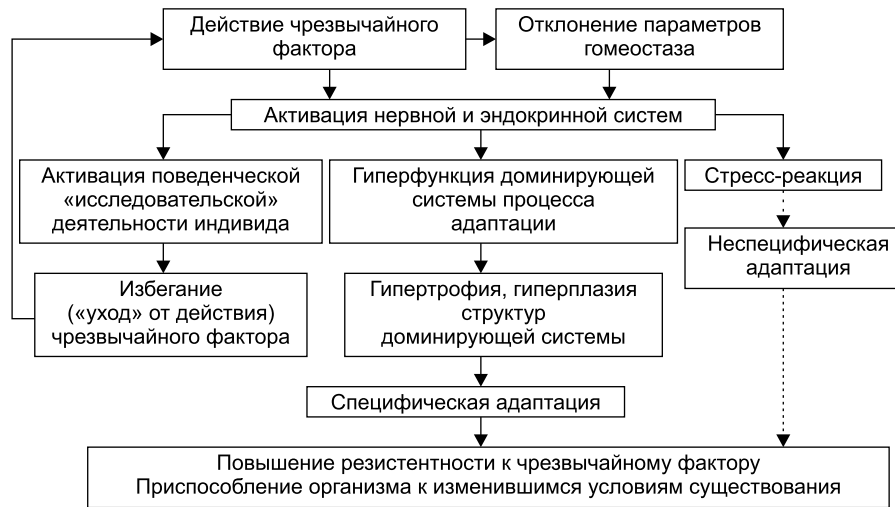 Действие чрезвычайного
фактора
Отклонение параметров
гомеостаза
Активация нервной и эндокринной систем
Активация поведенческой
«исследовательской»
деятельности индивида
Гиперфункция доминирующей
системы процесса
адаптации
Стресс-реакция
Неспецифическая
адаптация
Избегание
(«уход» от действия)
чрезвычайного фактора
Гипертрофия, гиперплазия
структур
доминирующей системы
Специфическая адаптация
Повышение резистентности к чрезвычайному фактору
Приспособление организма к изменившимся условиям существования